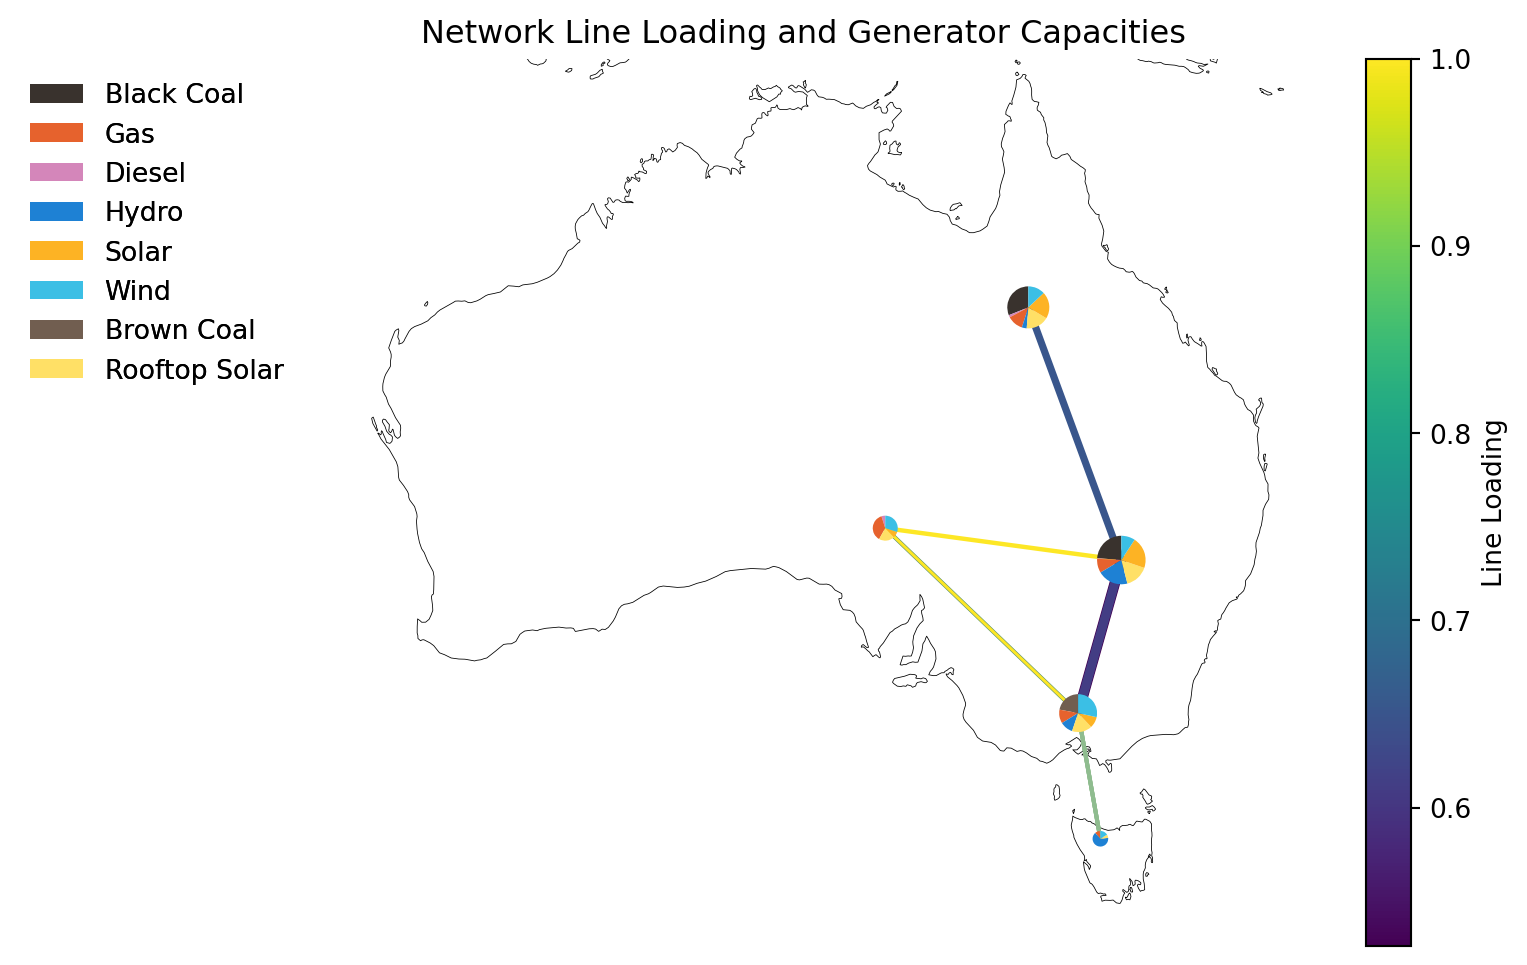 Network Line Loading and Generator Capacities
Black Coal
Gas
Diesel
Hydro
Solar
Wind
Brown Coal
Rooftop Solar
1.0
0.9
0.8
0.7
0.6
Line Loading